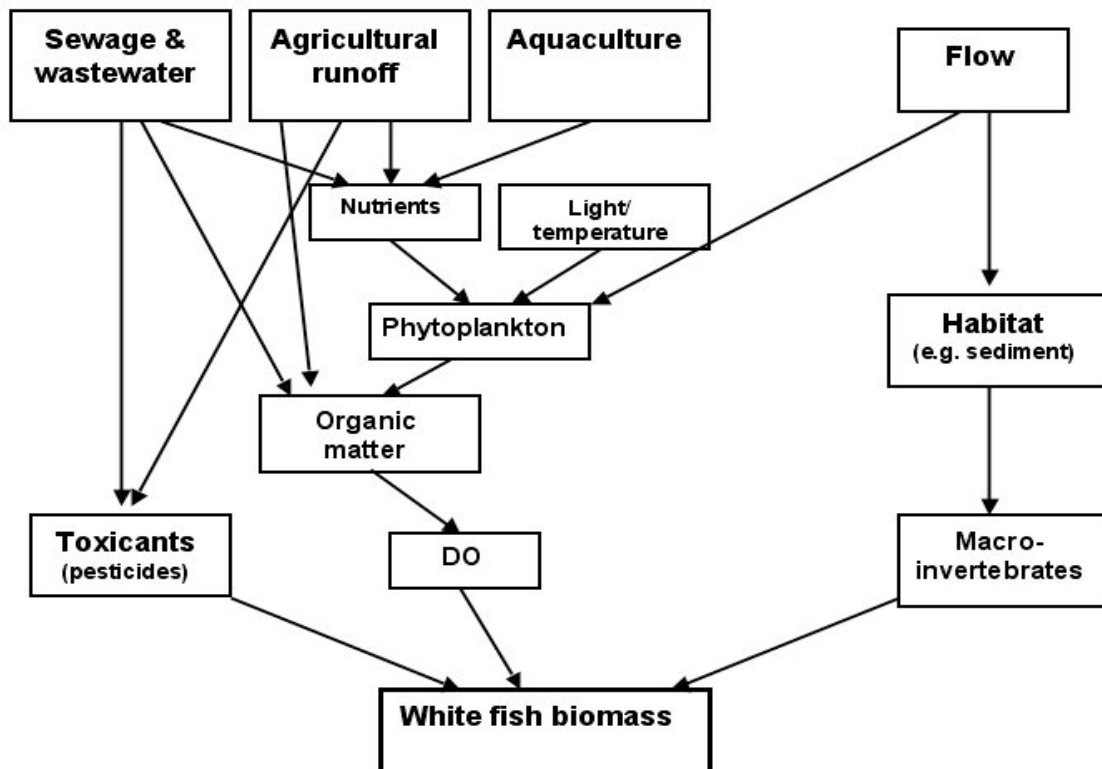 Sewage &
wastewater
Agricultural
runoff
Aquaculture
Flow
Nutrients
Light/
temperature
Phytoplankton
Habitat
(e.g. sediment)
Organic
matter
Toxicants
(pesticides)
DO
Macro-
invertebrates
White fish biomass